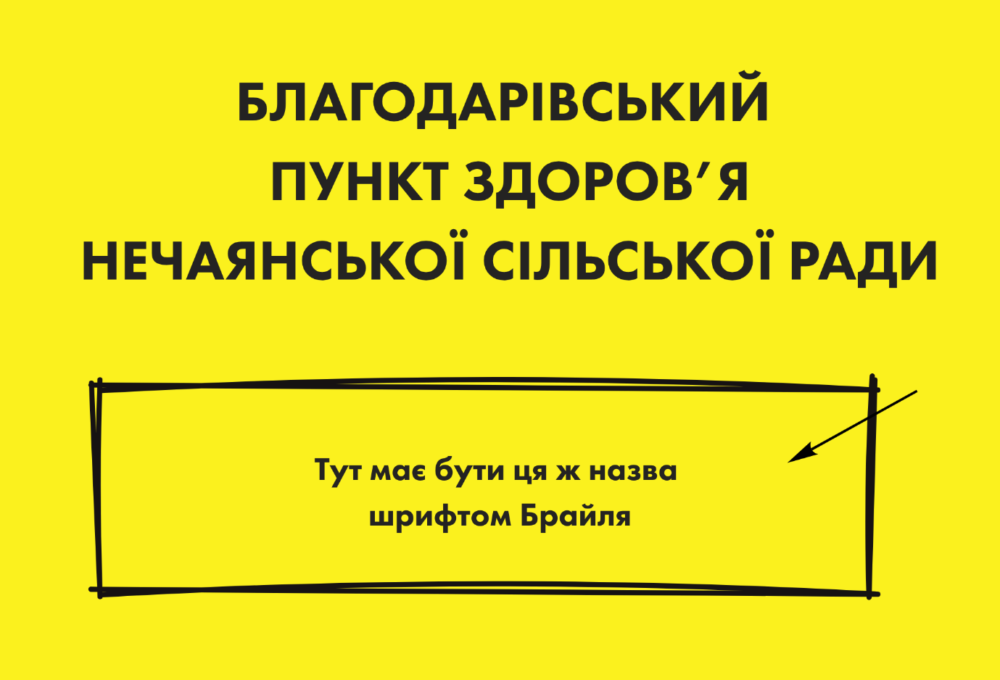 БЛАГОДАРІВСЬКИЙ
ПУНКТ ЗДОРОВ’Я
НЕЧАЯНСЬКОЇ СІЛЬСЬКОЇ РАДИ
Тут має бути ця ж назва
шрифтом Брайля